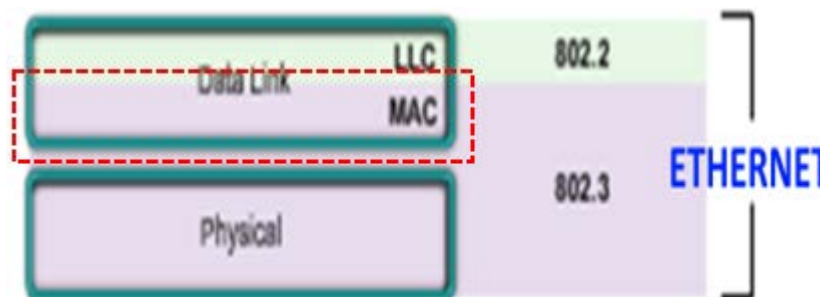 LLC 802.2
Data Link
MAC
802.3 ETHERNET
Physical